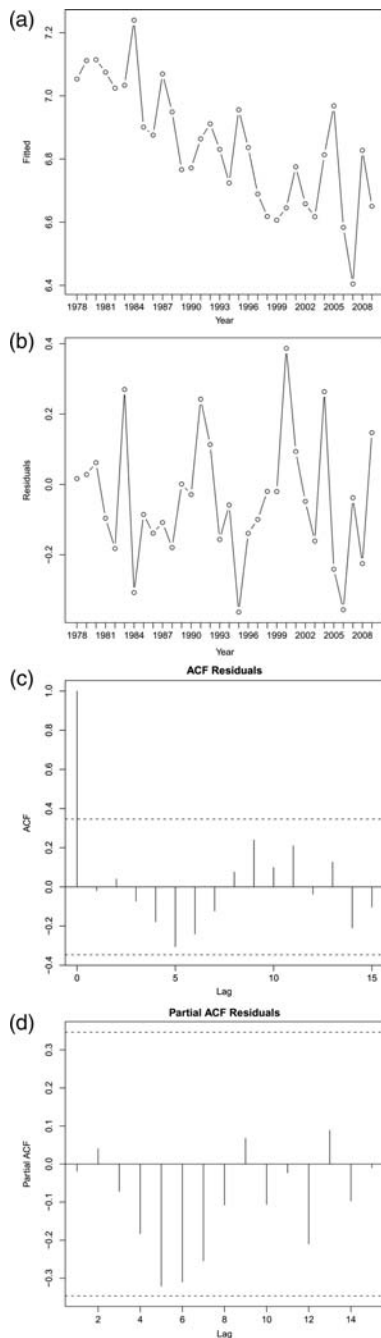 (a)
7.2
7.0
6.8
6.6
6.4
Fitted
1978 1981 1984 1987 1990 1993 1996 1999 2002 2005 2008
Year
(b)
0.4
0.2
0.0
−0.2
Residuals
1978 1981 1984 1987 1990 1993 1996 1999 2002 2005 2008
Year
(c)
ACF Residuals
1.0
0.8
0.6
0.4
0.2
0.0
−0.2
−0.4
ACF
0 5 10 15
Lag
(d)
Partial ACF Residuals
0.3
0.2
0.1
0.0
−0.1
−0.2
−0.3
Partial ACF
2 4 6 8 10 12 14
Lag